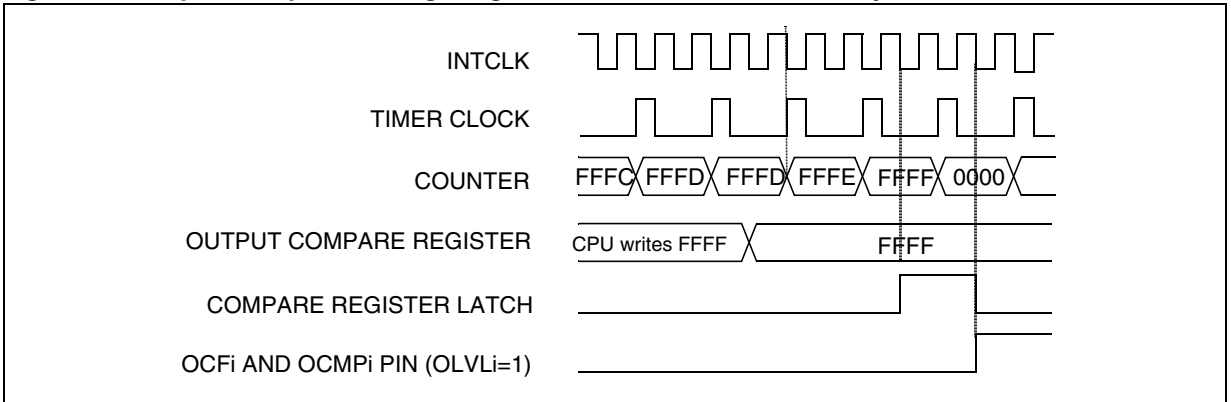 INTCLK
TIMER CLOCK
COUNTER FFFC FFFD FFFD FFFE FFFF 0000
OUTPUT COMPARE REGISTER CPU writes FFFF FFFF
COMPARE REGISTER LATCH
OCFi AND OCMPi PIN (OLVLi=1)